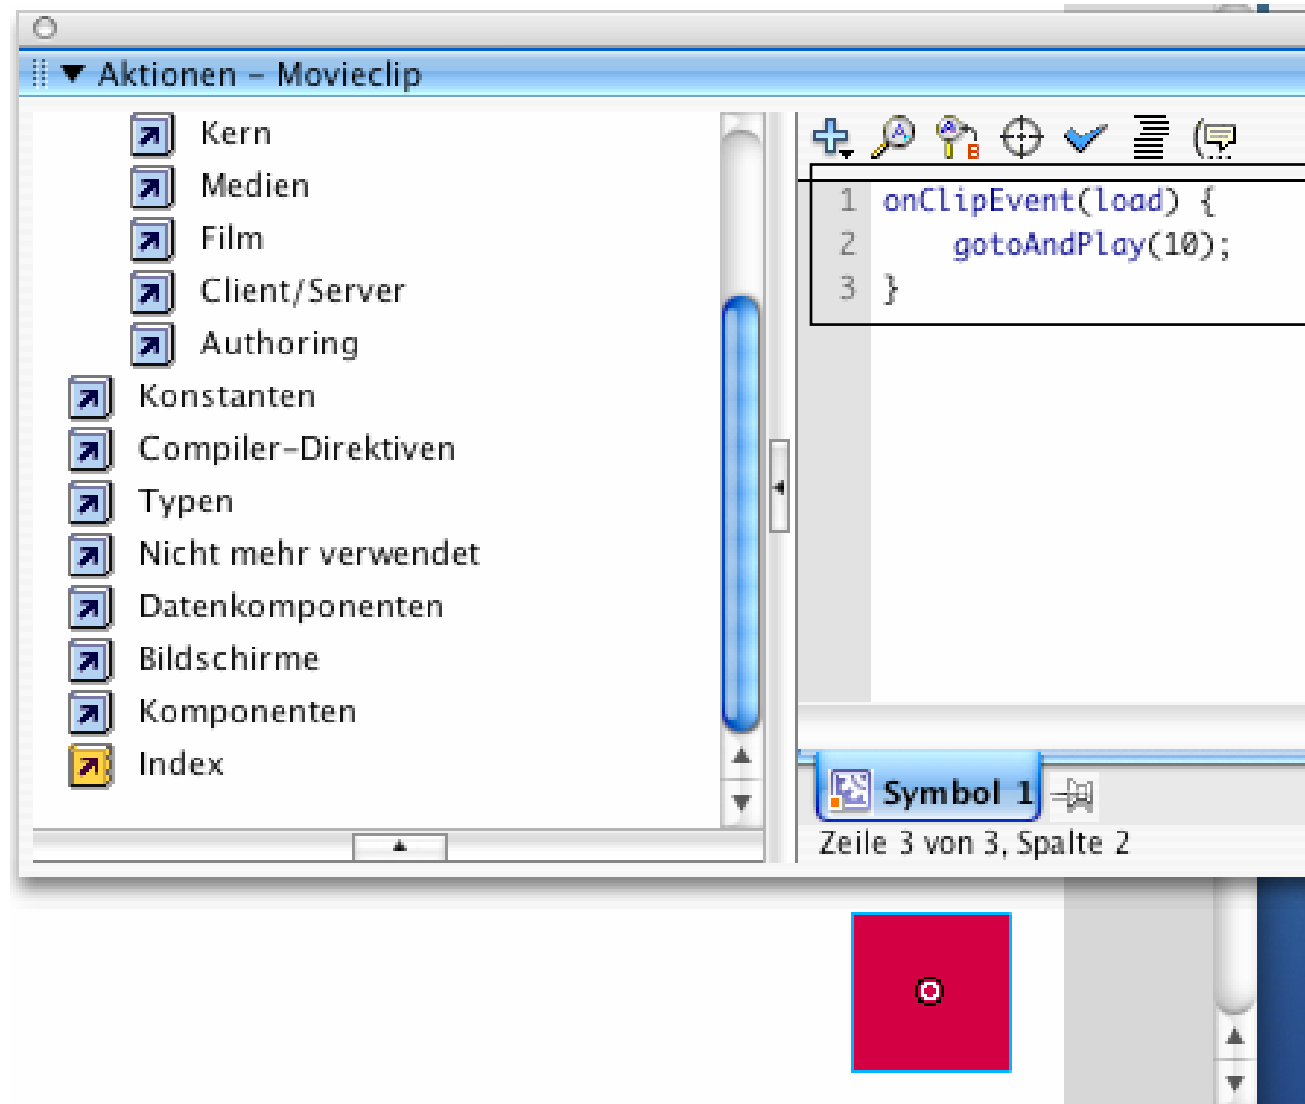 Aktionen – Movieclip
Kern
Medien
Film
Client/Server
Authoring
Konstanten
Compiler-Direktiven
Typen
Nicht mehr verwendet
Datenkomponenten
Bildschirme
Komponenten
Index
1 onClipEvent(load) {
2 gotoAndPlay(10);
3 }
Symbol 1
Zeile 3 von 3, Spalte 2